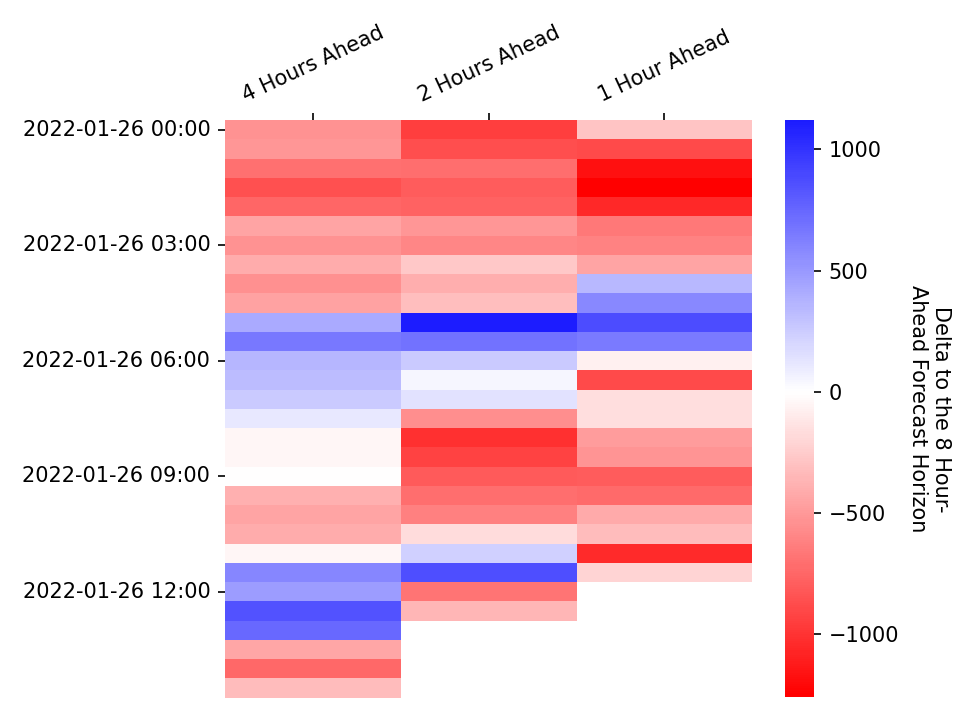 4 Hours Ahead
2 Hours Ahead
1 Hour Ahead
2022-01-26 00:00
2022-01-26 03:00
2022-01-26 06:00
2022-01-26 09:00
2022-01-26 12:00
1000
500
0
−500
−1000
Delta to the 8 Hour-
Ahead Forecast Horizon